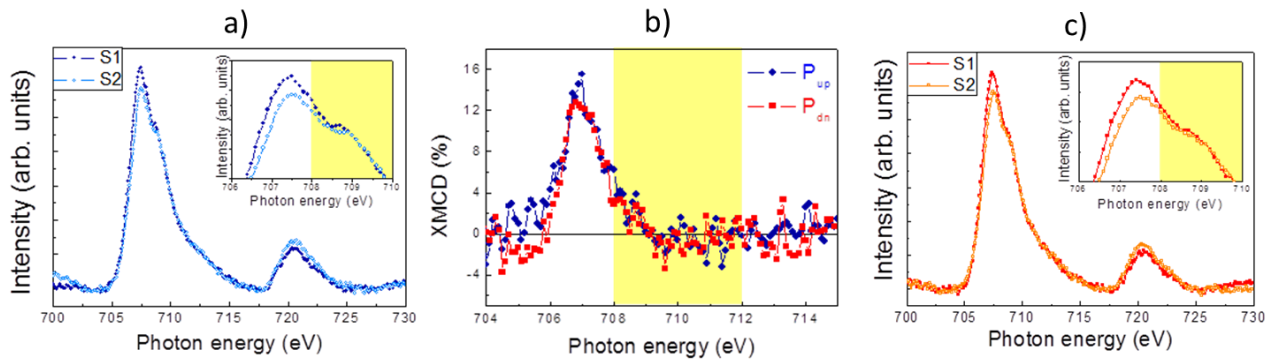 a)
S1
S2
Intensity (arb. units)
700 705 710 715 720 725 730
Photon energy (eV)
Intensity (arb. units)
706 707 708 709 710
Photon energy (eV)
b)
P up
P dn
XMCD (%)
16
12
8
4
0
-4
704 706 708 710 712 714
Photon energy (eV)
c)
S1
S2
Intensity (arb. units)
700 705 710 715 720 725 730
Photon energy (eV)
Intensity (arb. units)
706 707 708 709 710
Photon energy (eV)